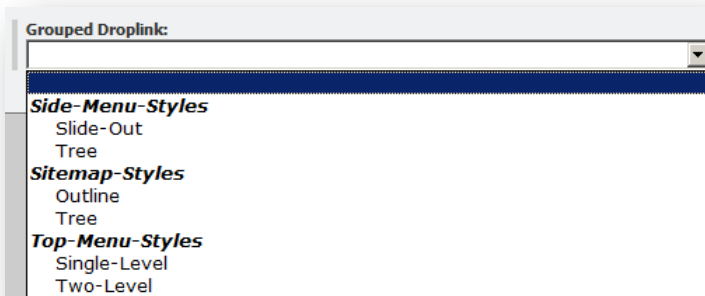 Grouped Droplink:
Side-Menu-Styles
Slide-Out
Tree
Sitemap-Styles
Outline
Tree
Top-Menu-Styles
Single-Level
Two-Level